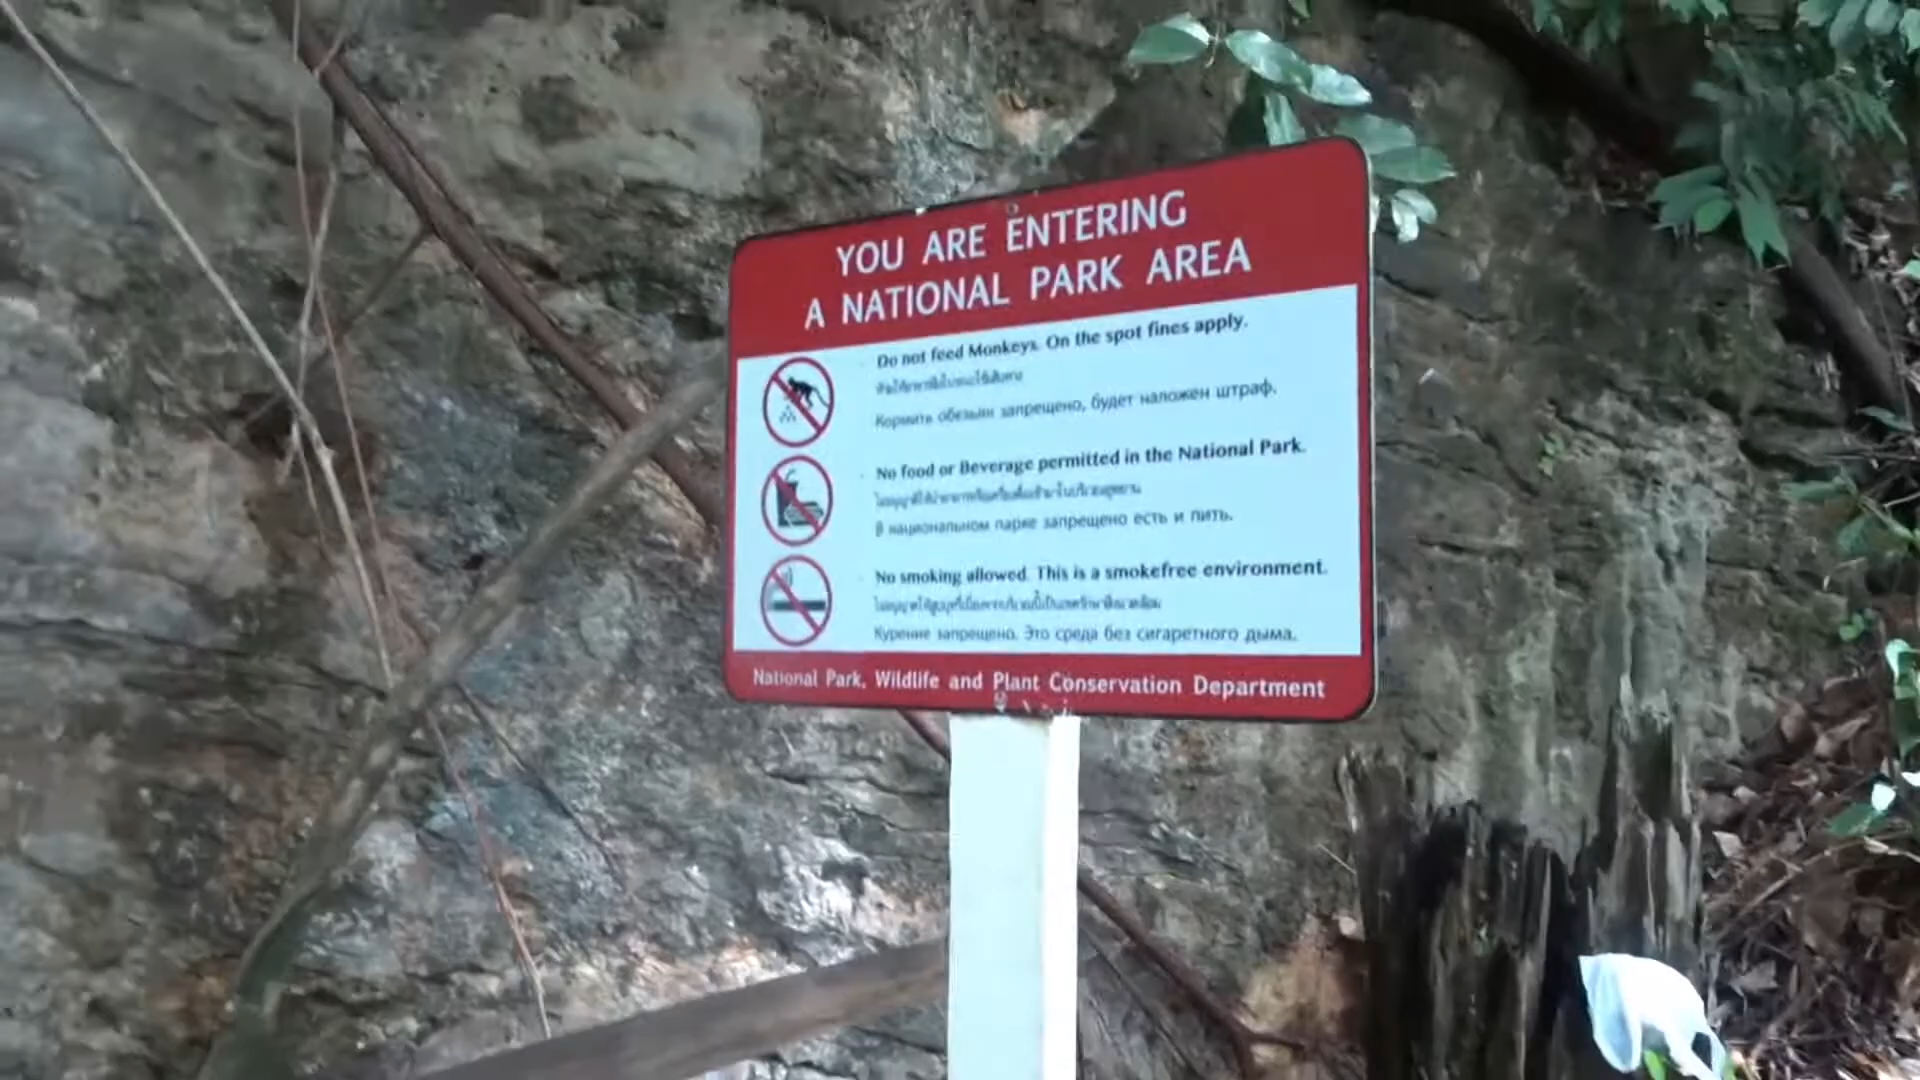 YOU ARE ENTERING
A NATIONAL PARK AREA
Do not feed Monkeys. On the spot fines apply.
Кормить обезьян запрещено, будет наложен штраф.
No food or Beverage permitted in the National Park.
В национальном парке запрещено есть и пить.
No smoking allowed. This is a smokefree environment.
Курение запрещено. Это среда без сигаретного дыма.
National Park, Wildlife and Plant Conservation Department